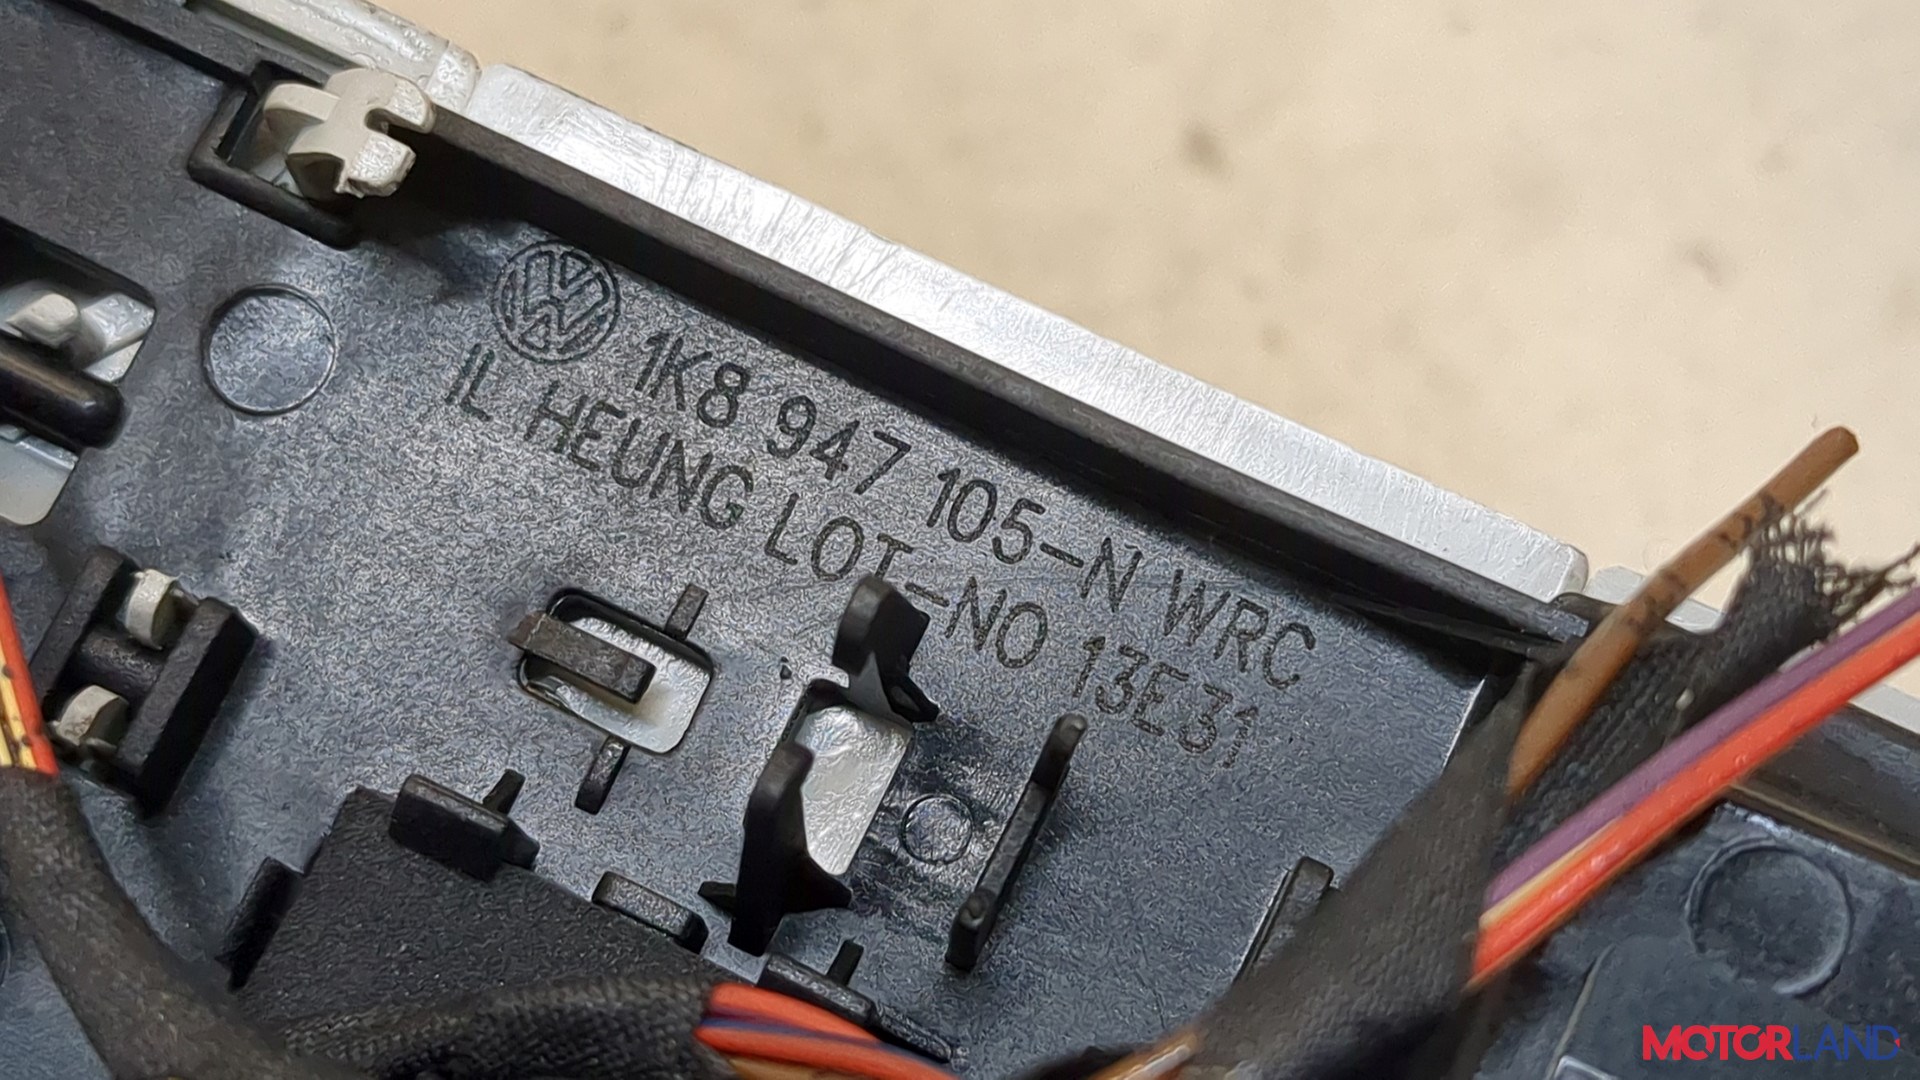 1K8 947 105-N WRC
IL HEUNG LOT-NO 13E31
MOTORLAND